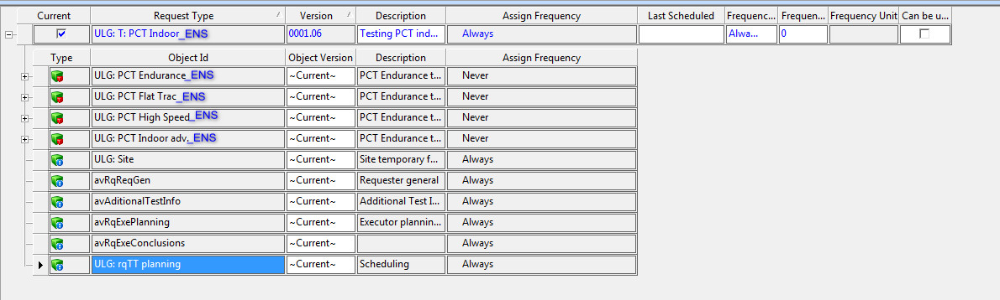 Current Request Type Version Description Assign Frequency Last Scheduled Frequenc... Frequen... Frequency Unit Can be u...
ULG: T: PCT Indoor_ENS 0001.06 Testing PCT ind... Always Alwa... 0
Type Object Id Object Version Description Assign Frequency
ULG: PCT Endurance_ENS ~Current~ PCT Endurance t... Never
ULG: PCT Flat Trac_ENS ~Current~ PCT Endurance t... Never
ULG: PCT High Speed_ENS ~Current~ PCT Endurance t... Never
ULG: PCT Indoor adv._ENS ~Current~ PCT Endurance t... Never
ULG: Site ~Current~ Site temporary f... Always
avRqReqGen ~Current~ Requester general Always
avAditionalTestInfo ~Current~ Additional Test I... Always
avRqExePlanning ~Current~ Executor plannin... Always
avRqExeConclusions ~Current~ Always
ULG: rqTT planning ~Current~ Scheduling Always